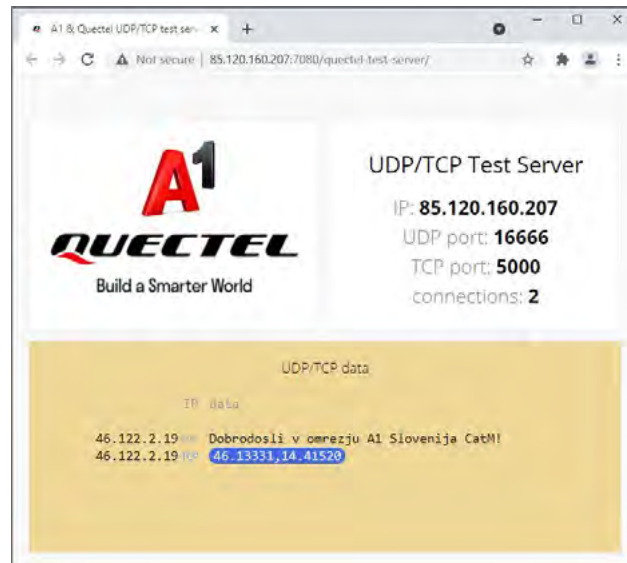 A1 & Quectel UDP/TCP test serv
Not secure | 85.120.160.207:7080/quectel-test-server/
A1
QUECTEL
Build a Smarter World
UDP/TCP Test Server
IP: 85.120.160.207
UDP port: 16666
TCP port: 5000
connections: 2
UDP/TCP data
IP data
46.122.2.19 Dobrodosli v omrezju A1 Slovenija CatM!
46.122.2.19 46.13331,14.41520